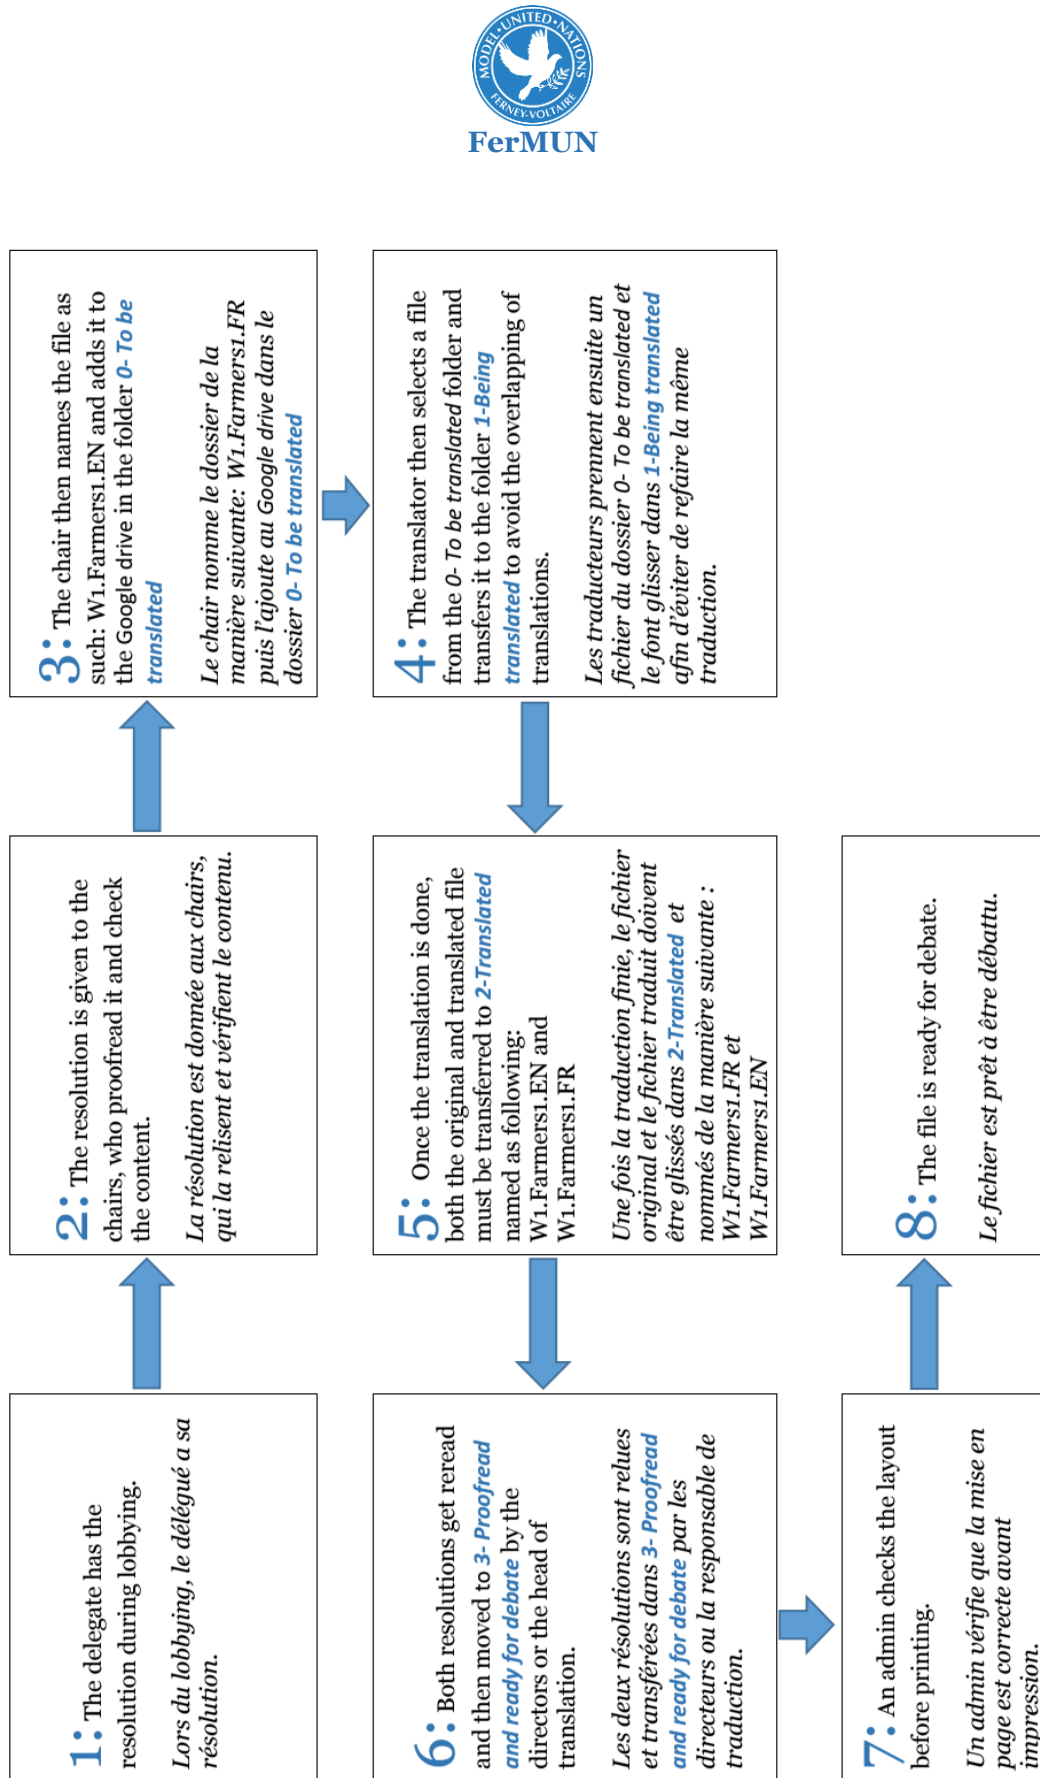 MODEL·UNITED·NATIONS
FERNEY-VOLTAIRE
FerMUN
1: The delegate has the
resolution during lobbying.
Lors du lobbying, le délégué a sa
résolution.
2: The resolution is given to the
chairs, who proofread it and check
the content.
La résolution est donnée aux chairs,
qui la relisent et vérifient le contenu.
3: The chair then names the file as
such: W1.Farmers1.EN and adds it to
the Google drive in the folder 0- To be
translated
Le chair nomme le dossier de la
manière suivante: W1.Farmers1.FR
puis l'ajoute au Google drive dans le
dossier 0- To be translated
4: The translator then selects a file
from the 0- To be translated folder and
transfers it to the folder 1-Being
translated to avoid the overlapping of
translations.
Les traducteurs prennent ensuite un
fichier du dossier 0- To be translated et
le font glisser dans 1-Being translated
afin d'éviter de refaire la même
traduction.
5: Once the translation is done,
both the original and translated file
must be transferred to 2-Translated
named as following:
W1.Farmers1.EN and
W1.Farmers1.FR
Une fois la traduction finie, le fichier
original et le fichier traduit doivent
être glissés dans 2-Translated et
nommés de la manière suivante :
W1.Farmers1.FR et
W1.Farmers1.EN
6: Both resolutions get reread
and then moved to 3- Proofread
and ready for debate by the
directors or the head of
translation.
Les deux résolutions sont relues
et transférées dans 3- Proofread
and ready for debate par les
directeurs ou la responsable de
traduction.
7: An admin checks the layout
before printing.
Un admin vérifie que la mise en
page est correcte avant
impression.
8: The file is ready for debate.
Le fichier est prêt à être débattu.